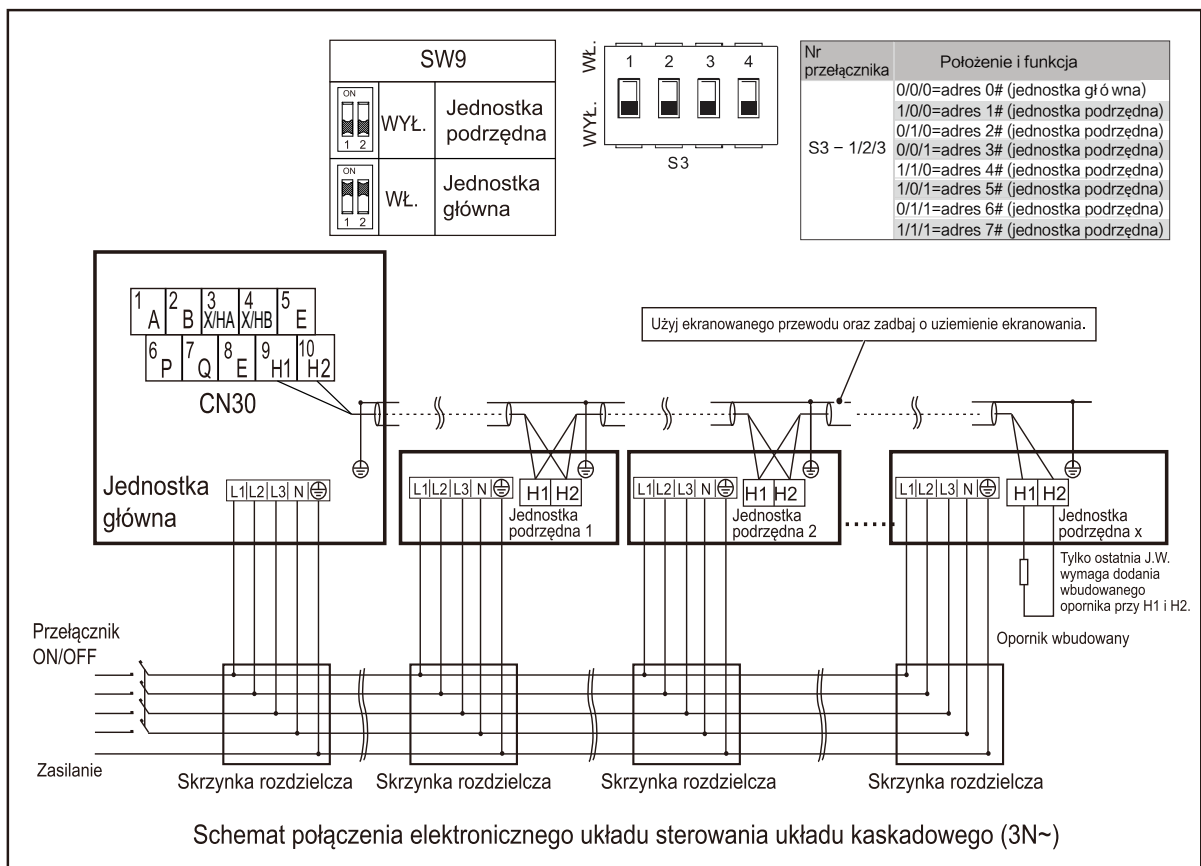 SW9
ON
1 2
WYŁ.
Jednostka
podrzędna
ON
1 2
WŁ.
Jednostka
główna
WŁ.
WYŁ.
1 2 3 4
S3
Nr
przełącznika
Położenie i funkcja
S3 – 1/2/3
0/0/0=adres 0# (jednostka gł ó wna)
1/0/0=adres 1# (jednostka podrzędna)
0/1/0=adres 2# (jednostka podrzędna)
0/0/1=adres 3# (jednostka podrzędna)
1/1/0=adres 4# (jednostka podrzędna)
1/0/1=adres 5# (jednostka podrzędna)
0/1/1=adres 6# (jednostka podrzędna)
1/1/1=adres 7# (jednostka podrzędna)
1 A 2 B 3 X/HA 4 X/HB 5 E
6 P 7 Q 8 E 9 H1 10 H2
CN30
Użyj ekranowanego przewodu oraz zadbaj o uziemienie ekranowania.
Jednostka
główna
L1 L2 L3 N
L1 L2 L3 N
H1 H2
Jednostka
podrzędna 1
L1 L2 L3 N
H1 H2
Jednostka
podrzędna 2
L1 L2 L3 N
H1 H2
Jednostka
podrzędna x
Tylko ostatnia J.W.
wymaga dodania
wbudowanego
opornika przy H1 i H2.
Opornik wbudowany
Przełącznik
ON/OFF
Zasilanie
Skrzynka rozdzielcza
Skrzynka rozdzielcza
Skrzynka rozdzielcza
Skrzynka rozdzielcza
Schemat połączenia elektronicznego układu sterowania układu kaskadowego (3N~)